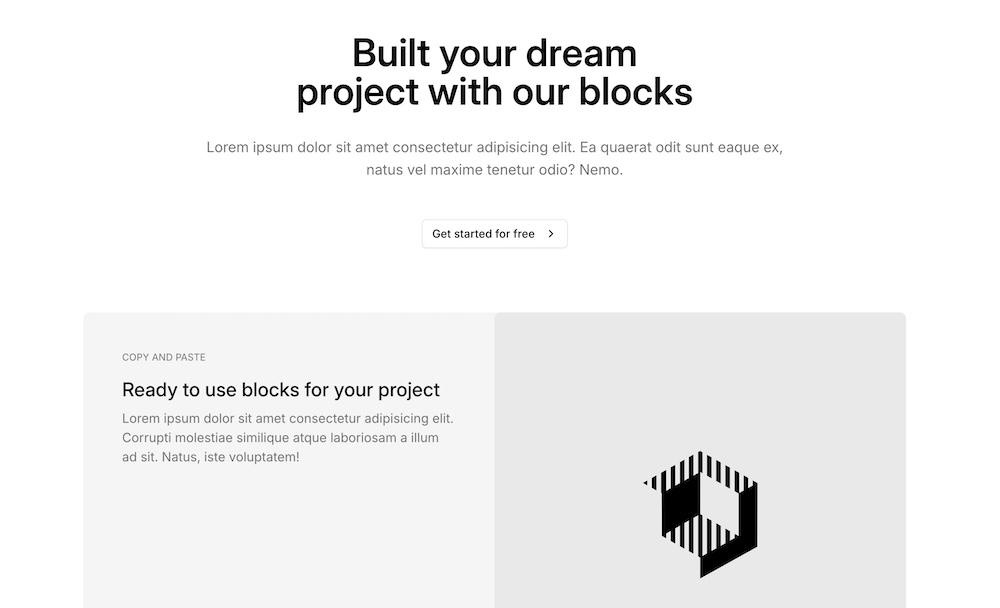 Built your dream
project with our blocks
Lorem ipsum dolor sit amet consectetur adipisicing elit. Ea quaerat odit sunt eaque ex,
natus vel maxime tenetur odio? Nemo.
Get started for free
COPY AND PASTE
Ready to use blocks for your project
Lorem ipsum dolor sit amet consectetur adipisicing elit.
Corrupti molestiae similique atque laboriosam a illum
ad sit. Natus, iste voluptatem!